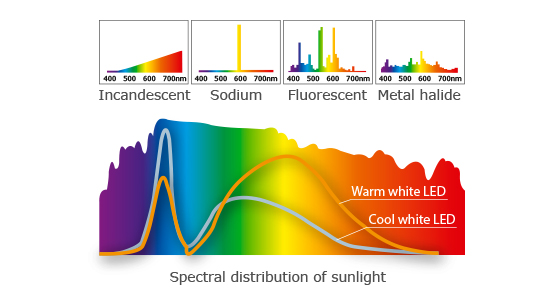 400 500 600 700nm
400 500 600 700nm
400 500 600 700nm
400 500 600 700nm
Incandescent
Sodium
Fluorescent
Metal halide
Warm white LED
Cool white LED
Spectral distribution of sunlight